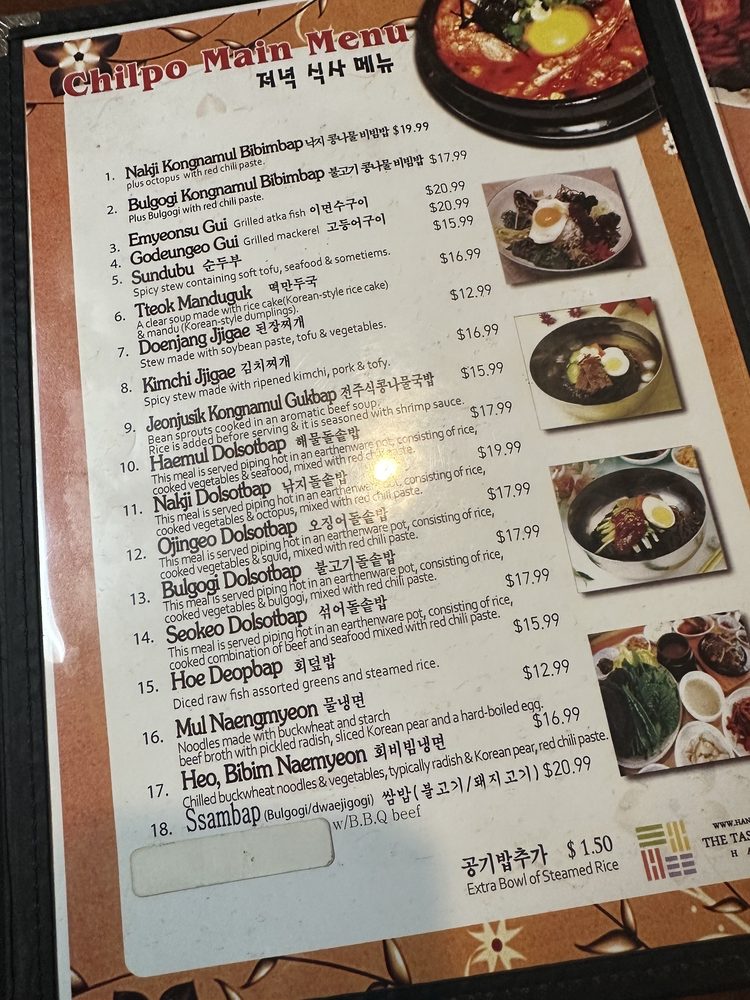 Chilpo Main Menu
저녁 석사 메뉴
1. Nakji Kongnamul Bibimbap 낙지 콩나물 비빔밥 $19.99
plus octopus with red chili paste.
2. Bulgogi Kongnamul Bibimbap 불고기 콩나물 비빔밥 $17.99
Plus Bulgogi with red chili paste.
3. Emyeonsu Gui Grilled atka fish 이면수구이 $20.99
4. Godeungeo Gui Grilled mackerel 고등어구이 $20.99
5. Sundubu 순두부 $15.99
Spicy stew containing soft tofu, seafood & sometiems.
6. Tteok Manduguk 떡만두국 $16.99
A clear soup made with rice cake(Korean-style rice cake)
& mandu (Korean-style dumplings).
7. Doenjang Jjigae 된장찌개 $12.99
Stew made with soybean paste, tofu & vegetables.
8. Kimchi Jjigae 김치찌개 $16.99
Spicy stew made with ripened kimchi, pork & tofy.
9. Jeonjusik Kongnamul Gukbap 전주식콩나물국밥 $15.99
Bean sprouts cooked in an aromatic beef soup.
Rice is added before serving & it is seasoned with shrimp sauce.
10. Haemul Dolsotbap 해물돌솥밥 $17.99
This meal is served piping hot in an earthenware pot, consisting of rice,
cooked vegetables & seafood, mixed with red chili paste.
11. Nakji Dolsotbap 낙지돌솥밥 $19.99
This meal is served piping hot in an earthenware pot, consisting of rice,
cooked vegetables & octopus, mixed with red chili paste.
12. Ojingeo Dolsotbap 오징어돌솥밥 $17.99
This meal is served piping hot in an earthenware pot, consisting of rice,
cooked vegetables & squid, mixed with red chili paste.
13. Bulgogi Dolsotbap 불고기돌솥밥 $17.99
This meal is served piping hot in an earthenware pot, consisting of rice,
cooked vegetables & bulgogi, mixed with red chili paste.
14. Seokeo Dolsotbap 섞어돌솥밥 $17.99
This meal is served piping hot in an earthenware pot, consisting of rice,
cooked combination of beef and seafood mixed with red chili paste.
15. Hoe Deopbap 회덮밥 $15.99
Diced raw fish assorted greens and steamed rice.
16. Mul Naengmyeon 물냉면 $12.99
Noodles made with buckwheat and starch
beef broth with pickled radish, sliced Korean pear and a hard-boiled egg.
17. Heo, Bibim Naemyeon 회비빔냉면 $16.99
Chilled buckwheat noodles & vegetables, typically radish & Korean pear, red chili paste.
18. Ssambap (Bulgogi/dwaejigogi) 쌈밥(불고기/돼지고기) $20.99
w/B.B.Q beef
공기밥추가 $ 1.50
Extra Bowl of Steamed Rice
WWW.HAN
THE TAS